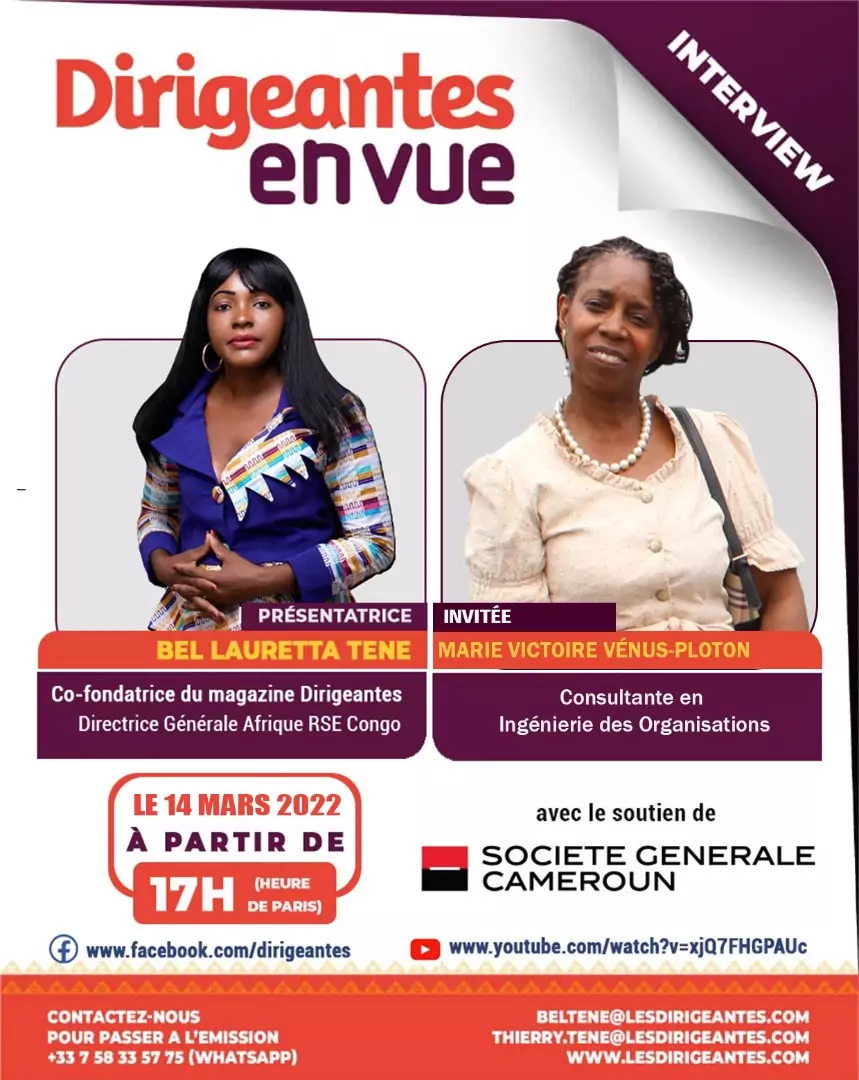 Dirigeantes
en vue
INTERVIEW
PRÉSENTATRICE
BEL LAURETTA TENE
Co-fondatrice du magazine Dirigeantes
Directrice Générale Afrique RSE Congo
INVITÉE
MARIE VICTOIRE VÉNUS-PLOTON
Consultante en
Ingénierie des Organisations
LE 14 MARS 2022
À PARTIR DE
17H (HEURE
DE PARIS)
avec le soutien de
SOCIETE GENERALE
CAMEROUN
www.facebook.com/dirigeantes
www.youtube.com/watch?v=xjQ7FHGPAUc
CONTACTEZ-NOUS
POUR PASSER A L'EMISSION
+33 7 58 33 57 75 (WHATSAPP)
BELTENE@LESDIRIGEANTES.COM
THIERRY.TENE@LESDIRIGEANTES.COM
WWW.LESDIRIGEANTES.COM